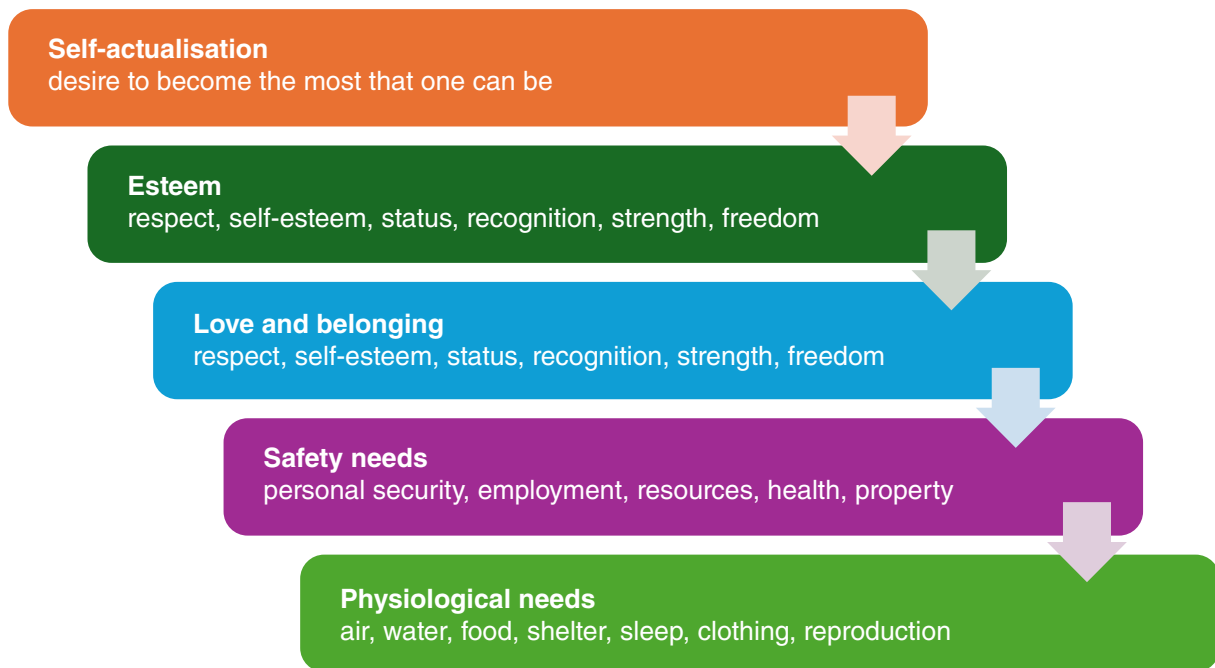 Self-actualisation
desire to become the most that one can be
Esteem
respect, self-esteem, status, recognition, strength, freedom
Love and belonging
respect, self-esteem, status, recognition, strength, freedom
Safety needs
personal security, employment, resources, health, property
Physiological needs
air, water, food, shelter, sleep, clothing, reproduction